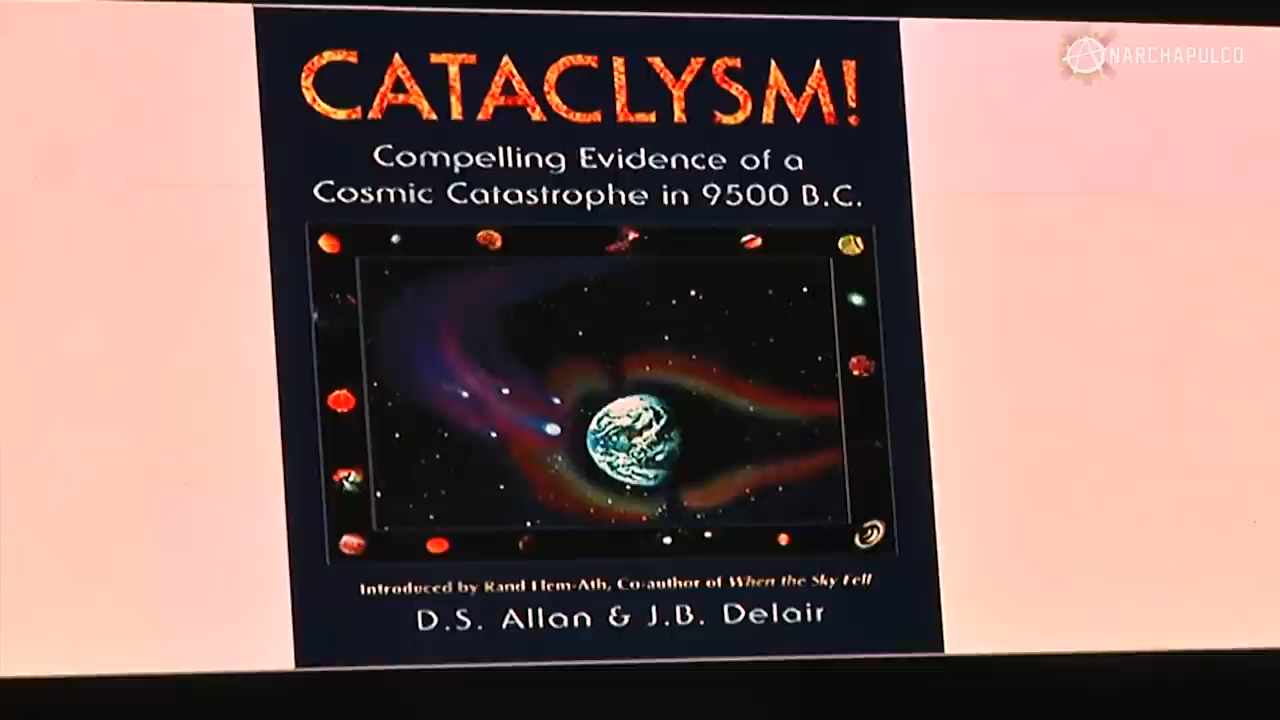 CATACLYSM!
Compelling Evidence of a
Cosmic Catastrophe in 9500 B.C.
Introduced by Rand Flem-Ath, Co-author of When the Sky Fell
D.S. Allan & J.B. Delair
ANARCHAPULCO